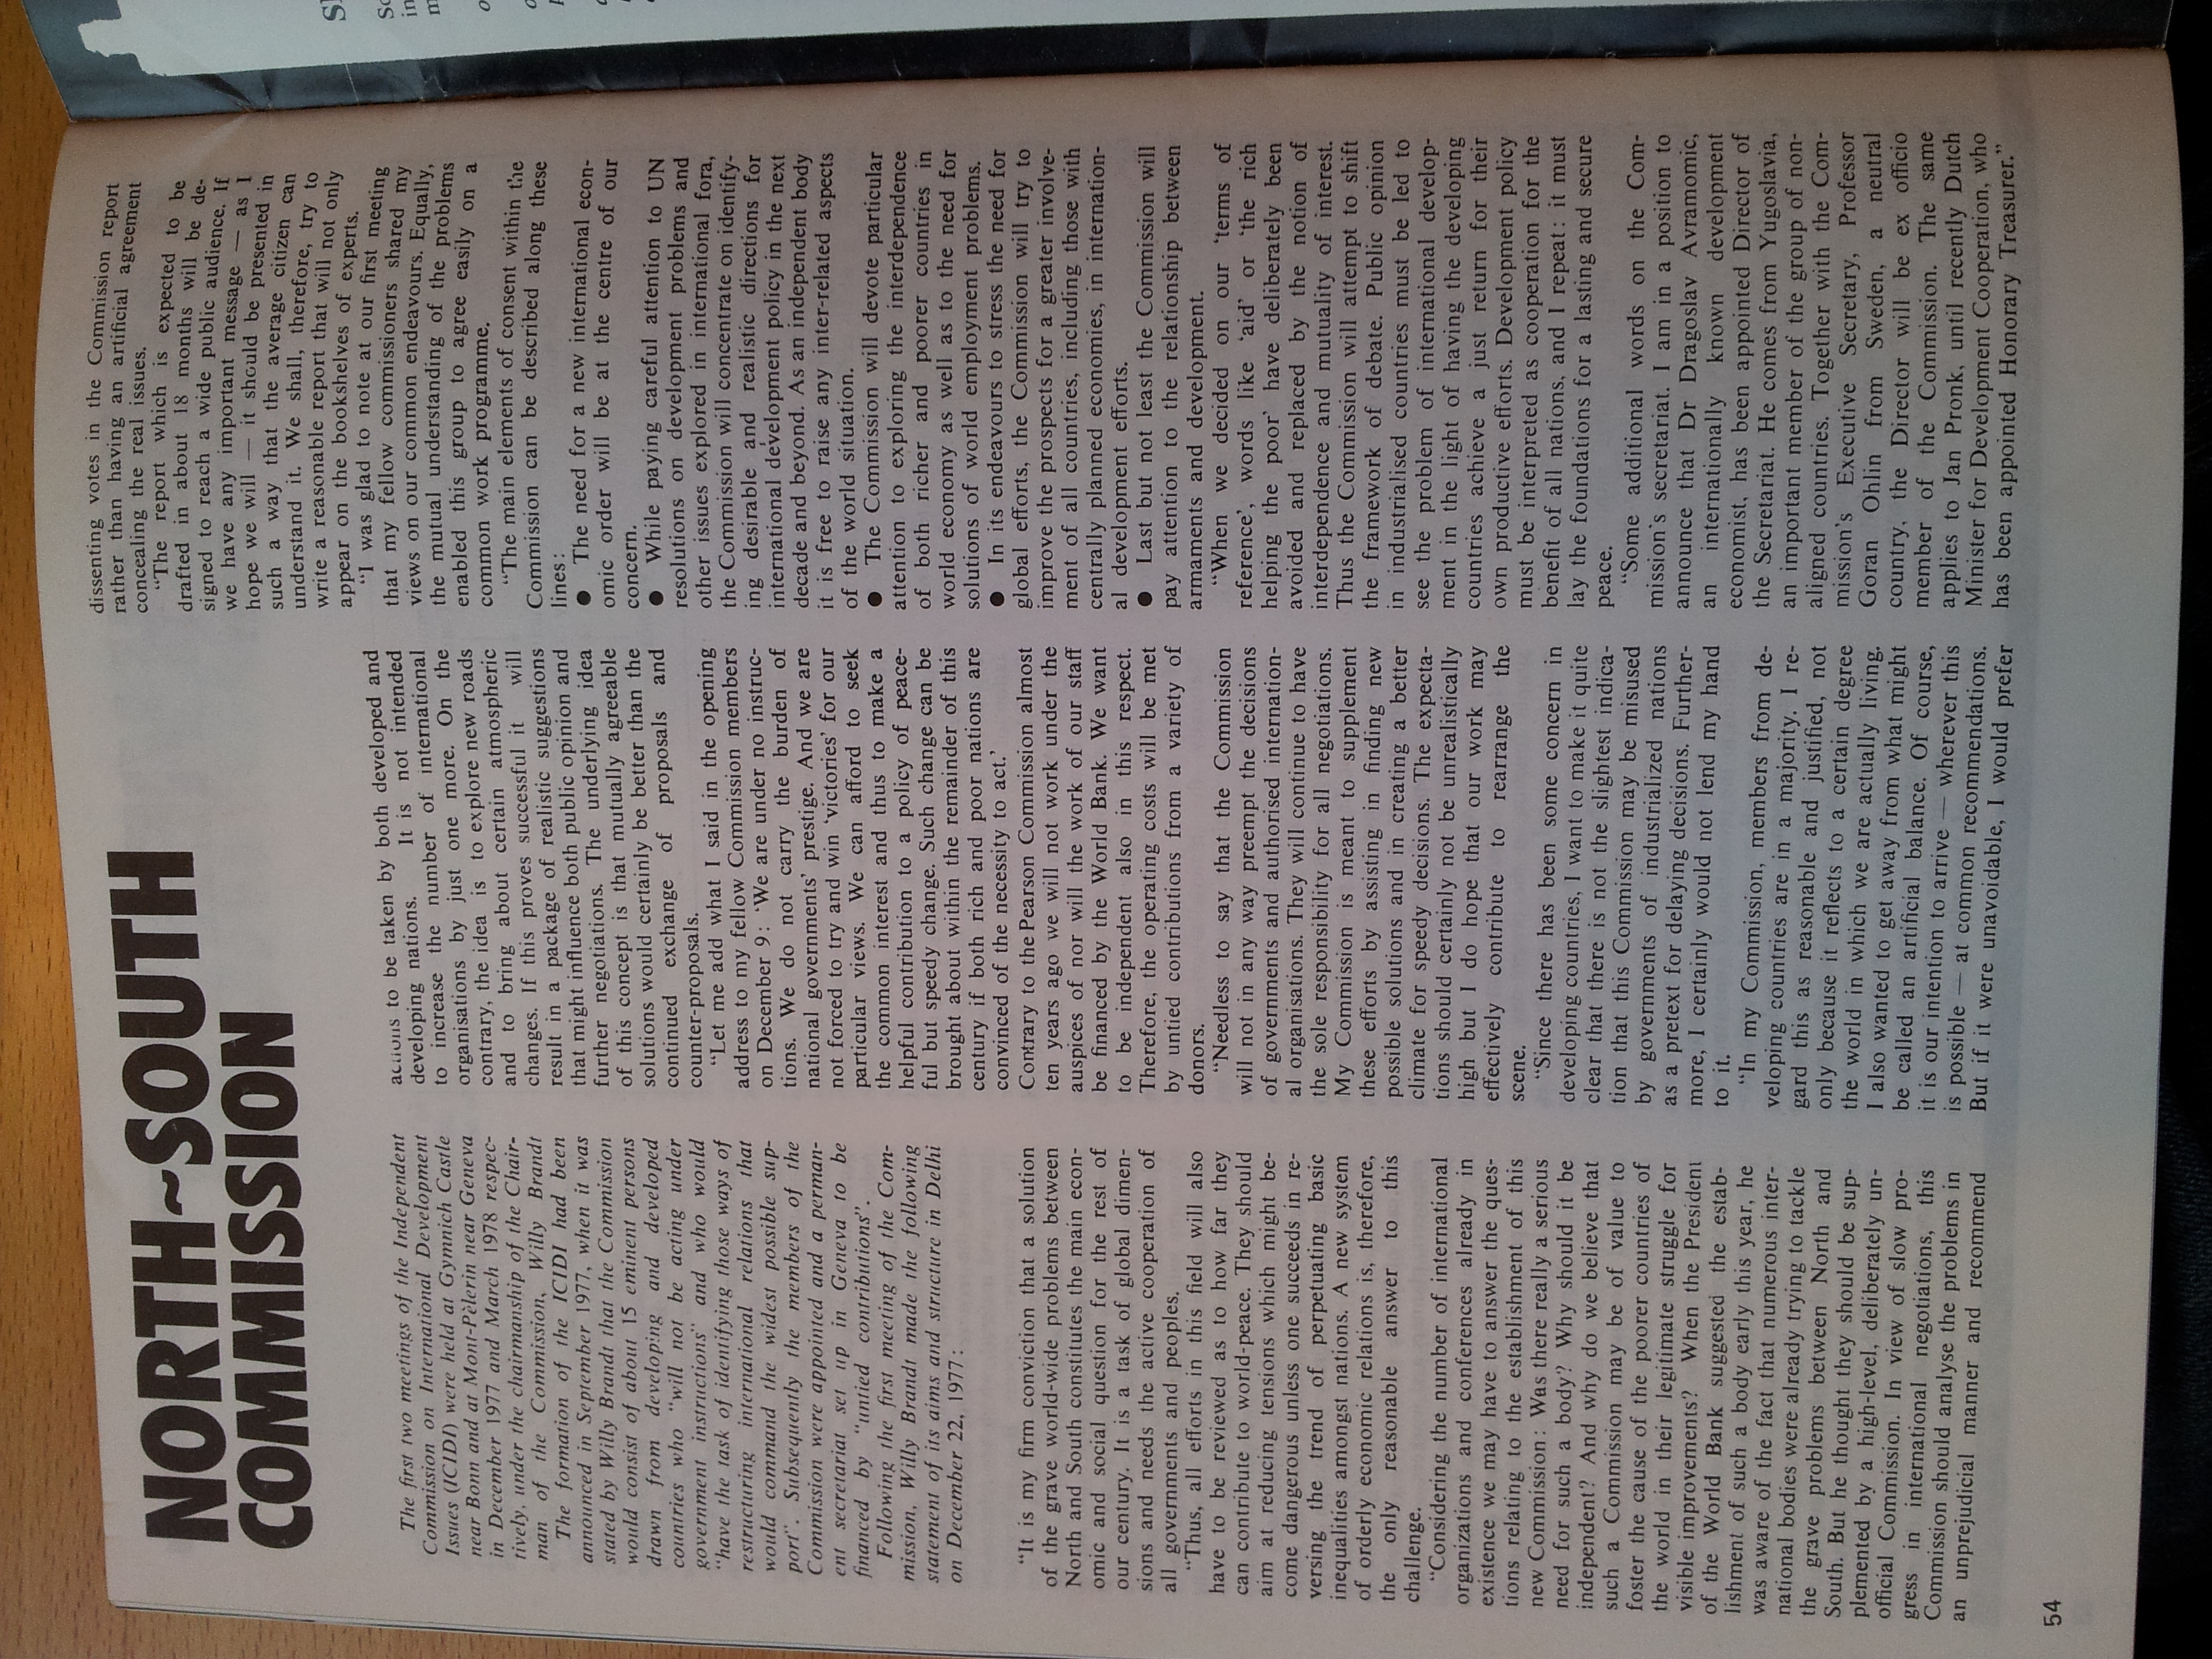 NORTH~SOUTH
COMMISSION
The first two meetings of the Independent
Commission on International Development
Issues (ICIDI) were held at Gymnich Castle
near Bonn and at Mont-Pèlerin near Geneva
in December 1977 and March 1978 respec-
tively, under the chairmanship of the Chair-
man of the Commission, Willy Brandt
The formation of the ICIDI had been
announced in September 1977, when it was
stated by Willy Brandt that the Commission
would consist of about 15 eminent persons
drawn from developing and developed
countries who "will not be acting under
government instructions" and who would
"have the task of identifying those ways of
restructuring international relations that
would command the widest possible sup-
port". Subsequently the members of the
Commission were appointed and a perman-
ent secretariat set up in Geneva to be
financed by "untied contributions".
Following the first meeting of the Com-
mission, Willy Brandt made the following
statement of its aims and structure in Delhi
on December 22, 1977:
"It is my firm conviction that a solution
of the grave world-wide problems between
North and South constitutes the main econ-
omic and social question for the rest of
our century. It is a task of global dimen-
sions and needs the active cooperation of
all governments and peoples.
"Thus, all efforts in this field will also
have to be reviewed as to how far they
can contribute to world-peace. They should
aim at reducing tensions which might be-
come dangerous unless one succeeds in re-
versing the trend of perpetuating basic
inequalities amongst nations. A new system
of orderly economic relations is, therefore,
the only reasonable answer to this
challenge.
"Considering the number of international
organizations and conferences already in
existence we may have to answer the ques-
tions relating to the establishment of this
new Commission: Was there really a serious
need for such a body? Why should it be
independent? And why do we believe that
such a Commission may be of value to
foster the cause of the poorer countries of
the world in their legitimate struggle for
visible improvements? When the President
of the World Bank suggested the estab-
lishment of such a body early this year, he
was aware of the fact that numerous inter-
national bodies were already trying to tackle
the grave problems between North and
South. But he thought they should be sup-
plemented by a high-level, deliberately un-
official Commission. In view of slow pro-
gress in international negotiations, this
Commission should analyse the problems in
an unprejudicial manner and recommend
actions to be taken by both developed and
developing nations. It is not intended
to increase the number of international
organisations by just one more. On the
contrary, the idea is to explore new roads
and to bring about certain atmospheric
changes. If this proves successful it will
result in a package of realistic suggestions
that might influence both public opinion and
further negotiations. The underlying idea
of this concept is that mutually agreeable
solutions would certainly be better than the
continued exchange of proposals and
counter-proposals.
"Let me add what I said in the opening
address to my fellow Commission members
on December 9: 'We are under no instruc-
tions. We do not carry the burden of
national governments' prestige. And we are
not forced to try and win 'victories' for our
particular views. We can afford to seek
the common interest and thus to make a
helpful contribution to a policy of peace-
ful but speedy change. Such change can be
brought about within the remainder of this
century if both rich and poor nations are
convinced of the necessity to act.'
Contrary to the Pearson Commission almost
ten years ago we will not work under the
auspices of nor will the work of our staff
be financed by the World Bank. We want
to be independent also in this respect.
Therefore, the operating costs will be met
by untied contributions from a variety of
donors.
"Needless to say that the Commission
will not in any way preempt the decisions
of governments and authorised internation-
al organisations. They will continue to have
the sole responsibility for all negotiations.
My Commission is meant to supplement
these efforts by assisting in finding new
possible solutions and in creating a better
climate for speedy decisions. The expecta-
tions should certainly not be unrealistically
high but I do hope that our work may
effectively contribute to rearrange the
scene.
"Since there has been some concern in
developing countries, I want to make it quite
clear that there is not the slightest indica-
tion that this Commission may be misused
by governments of industrialized nations
as a pretext for delaying decisions. Further-
more, I certainly would not lend my hand
to it.
"In my Commission, members from de-
veloping countries are in a majority. I re-
gard this as reasonable and justified, not
only because it reflects to a certain degree
the world in which we are actually living.
I also wanted to get away from what might
be called an artificial balance. Of course,
it is our intention to arrive — wherever this
is possible — at common recommendations.
But if it were unavoidable, I would prefer
dissenting votes in the Commission report
rather than having an artificial agreement
concealing the real issues.
"The report which is expected to be
drafted in about 18 months will be de-
signed to reach a wide public audience. If
we have any important message — as I
hope we will — it should be presented in
such a way that the average citizen can
understand it. We shall, therefore, try to
write a reasonable report that will not only
appear on the bookshelves of experts.
"I was glad to note at our first meeting
that my fellow commissioners shared my
views on our common endeavours. Equally,
the mutual understanding of the problems
enabled this group to agree easily on a
common work programme.
"The main elements of consent within the
Commission can be described along these
lines:
● The need for a new international econ-
omic order will be at the centre of our
concern.
● While paying careful attention to UN
resolutions on development problems and
other issues explored in international fora,
the Commission will concentrate on identify-
ing desirable and realistic directions for
international development policy in the next
decade and beyond. As an independent body
it is free to raise any inter-related aspects
of the world situation.
● The Commission will devote particular
attention to exploring the interdependence
of both richer and poorer countries in
world economy as well as to the need for
solutions of world employment problems.
● In its endeavours to stress the need for
global efforts, the Commission will try to
improve the prospects for a greater involve-
ment of all countries, including those with
centrally planned economies, in internation-
al development efforts.
● Last but not least the Commission will
pay attention to the relationship between
armaments and development.
"When we decided on our 'terms of
reference', words like 'aid' or 'the rich
helping the poor' have deliberately been
avoided and replaced by the notion of
interdependence and mutuality of interest.
Thus the Commission will attempt to shift
the framework of debate. Public opinion
in industrialised countries must be led to
see the problem of international develop-
ment in the light of having the developing
countries achieve a just return for their
own productive efforts. Development policy
must be interpreted as cooperation for the
benefit of all nations, and I repeat: it must
lay the foundations for a lasting and secure
peace.
"Some additional words on the Com-
mission's secretariat. I am in a position to
announce that Dr Dragoslav Avramomic,
an internationally known development
economist, has been appointed Director of
the Secretariat. He comes from Yugoslavia,
an important member of the group of non-
aligned countries. Together with the Com-
mission's Executive Secretary, Professor
Goran Ohlin from Sweden, a neutral
country, the Director will be ex officio
member of the Commission. The same
applies to Jan Pronk, until recently Dutch
Minister for Development Cooperation, who
has been appointed Honorary Treasurer."
54